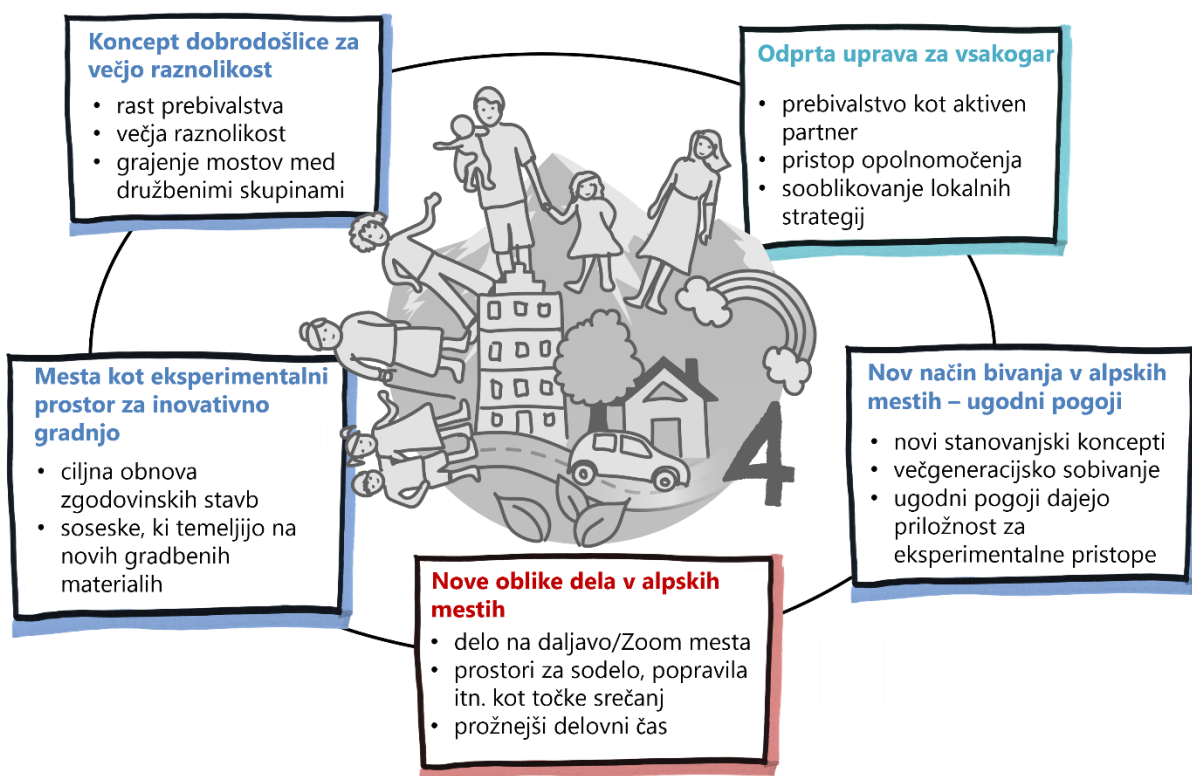 Koncept dobrodošlice za
večjo raznolikost
• rast prebivalstva
• večja raznolikost
• grajenje mostov med
družbenimi skupinami
Odprta uprava za vsakogar
• prebivalstvo kot aktiven
partner
• pristop opolnomočenja
• sooblikovanje lokalnih
strategij
Mesta kot eksperimentalni
prostor za inovativno
gradnjo
• ciljna obnova
zgodovinskih stavb
• soseske, ki temeljijo na
novih gradbenih
materialih
Nov način bivanja v alpskih
mestih – ugodni pogoji
• novi stanovanjski koncepti
• večgeneracijsko sobivanje
• ugodni pogoji dajejo
priložnost za
eksperimentalne pristope
4
Nove oblike dela v alpskih
mestih
• delo na daljavo/Zoom mesta
• prostori za sodelo, popravila
itn. kot točke srečanj
• prožnejši delovni čas